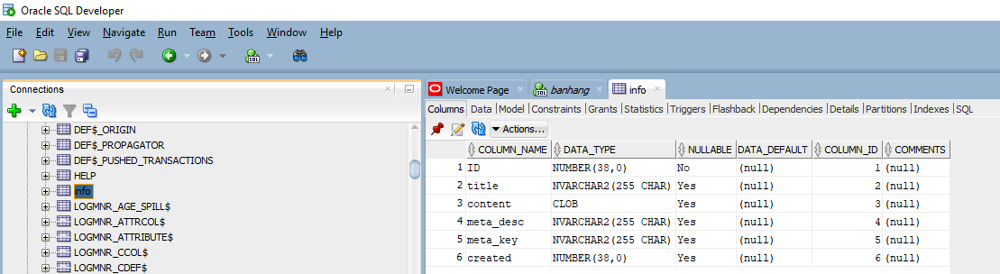 Oracle SQL Developer
File Edit View Navigate Run Team Tools Window Help
Connections
DEF$_ORIGIN
DEF$_PROPAGATOR
DEF$_PUSHED_TRANSACTIONS
HELP
info
LOGMNR_AGE_SPILL$
LOGMNR_ATTRCOL$
LOGMNR_ATTRIBUTE$
LOGMNR_CCOL$
LOGMNR_CDEF$
Welcome Page banhang info
Columns Data Model Constraints Grants Statistics Triggers Flashback Dependencies Details Partitions Indexes SQL
Actions...
COLUMN_NAME DATA_TYPE NULLABLE DATA_DEFAULT COLUMN_ID COMMENTS
1 ID NUMBER(38,0) No (null) 1 (null)
2 title NVARCHAR2(255 CHAR) Yes (null) 2 (null)
3 content CLOB Yes (null) 3 (null)
4 meta_desc NVARCHAR2(255 CHAR) Yes (null) 4 (null)
5 meta_key NVARCHAR2(255 CHAR) Yes (null) 5 (null)
6 created NUMBER(38,0) Yes (null) 6 (null)